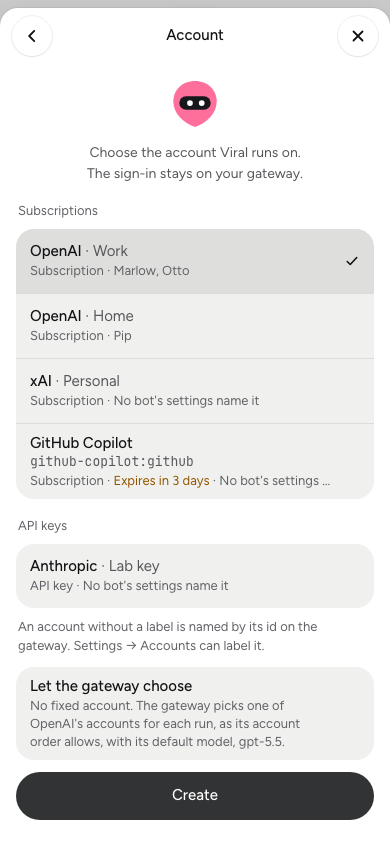 Account
Choose the account Viral runs on.
The sign-in stays on your gateway.
Subscriptions
OpenAI · Work
Subscription · Marlow, Otto
OpenAI · Home
Subscription · Pip
xAI · Personal
Subscription · No bot's settings name it
GitHub Copilot
github-copilot:github
Subscription · Expires in 3 days · No bot's settings ...
API keys
Anthropic · Lab key
API key · No bot's settings name it
An account without a label is named by its id on the
gateway. Settings → Accounts can label it.
Let the gateway choose
No fixed account. The gateway picks one of
OpenAI's accounts for each run, as its account
order allows, with its default model, gpt-5.5.
Create